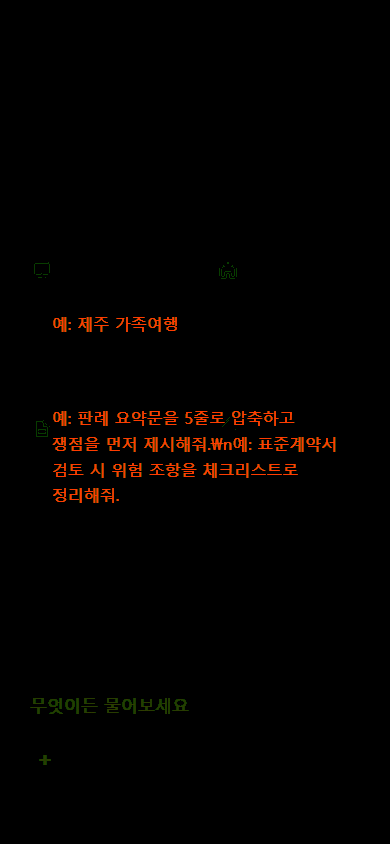 예: 제주 가족여행
예: 판례 요약문을 5줄로 압축하고
쟁점을 먼저 제시해줘.\n예: 표준계약서
검토 시 위험 조항을 체크리스트로
정리해줘.
무엇이든 물어보세요